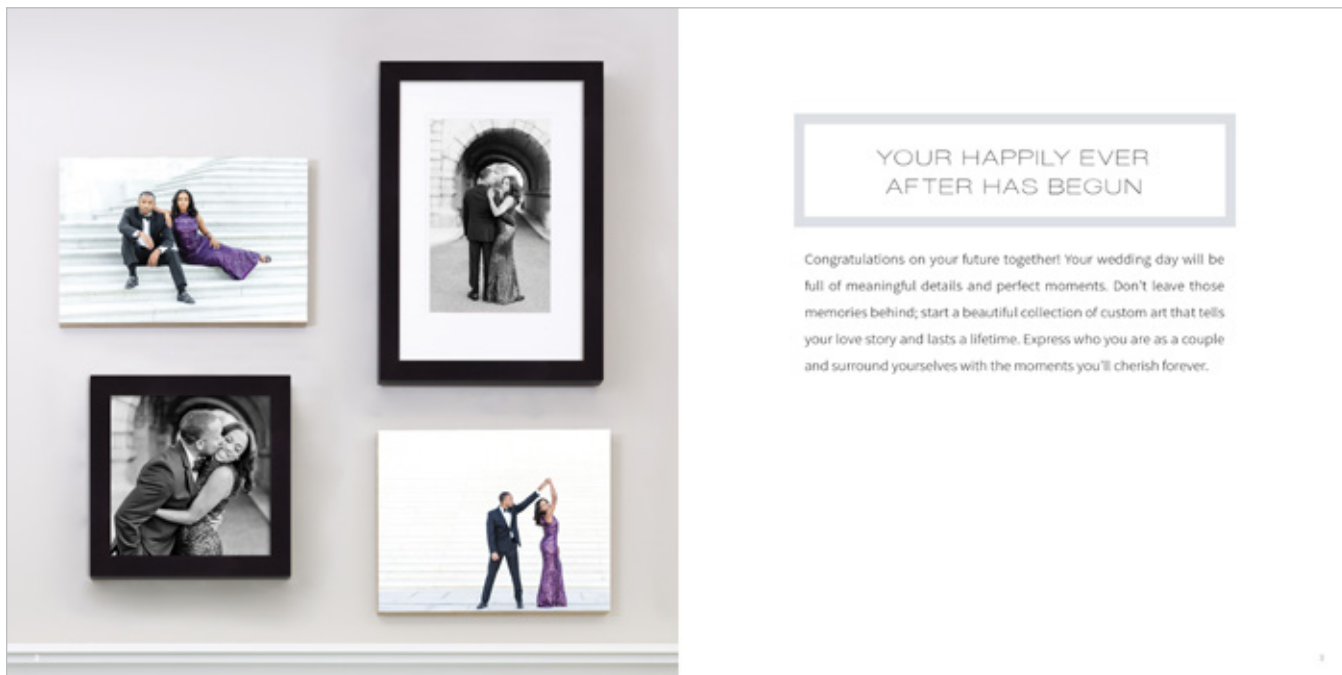 YOUR HAPPILY EVER
AFTER HAS BEGUN
Congratulations on your future together! Your wedding day will be
full of meaningful details and perfect moments. Don't leave those
memories behind; start a beautiful collection of custom art that tells
your love story and lasts a lifetime. Express who you are as a couple
and surround yourselves with the moments you'll cherish forever.